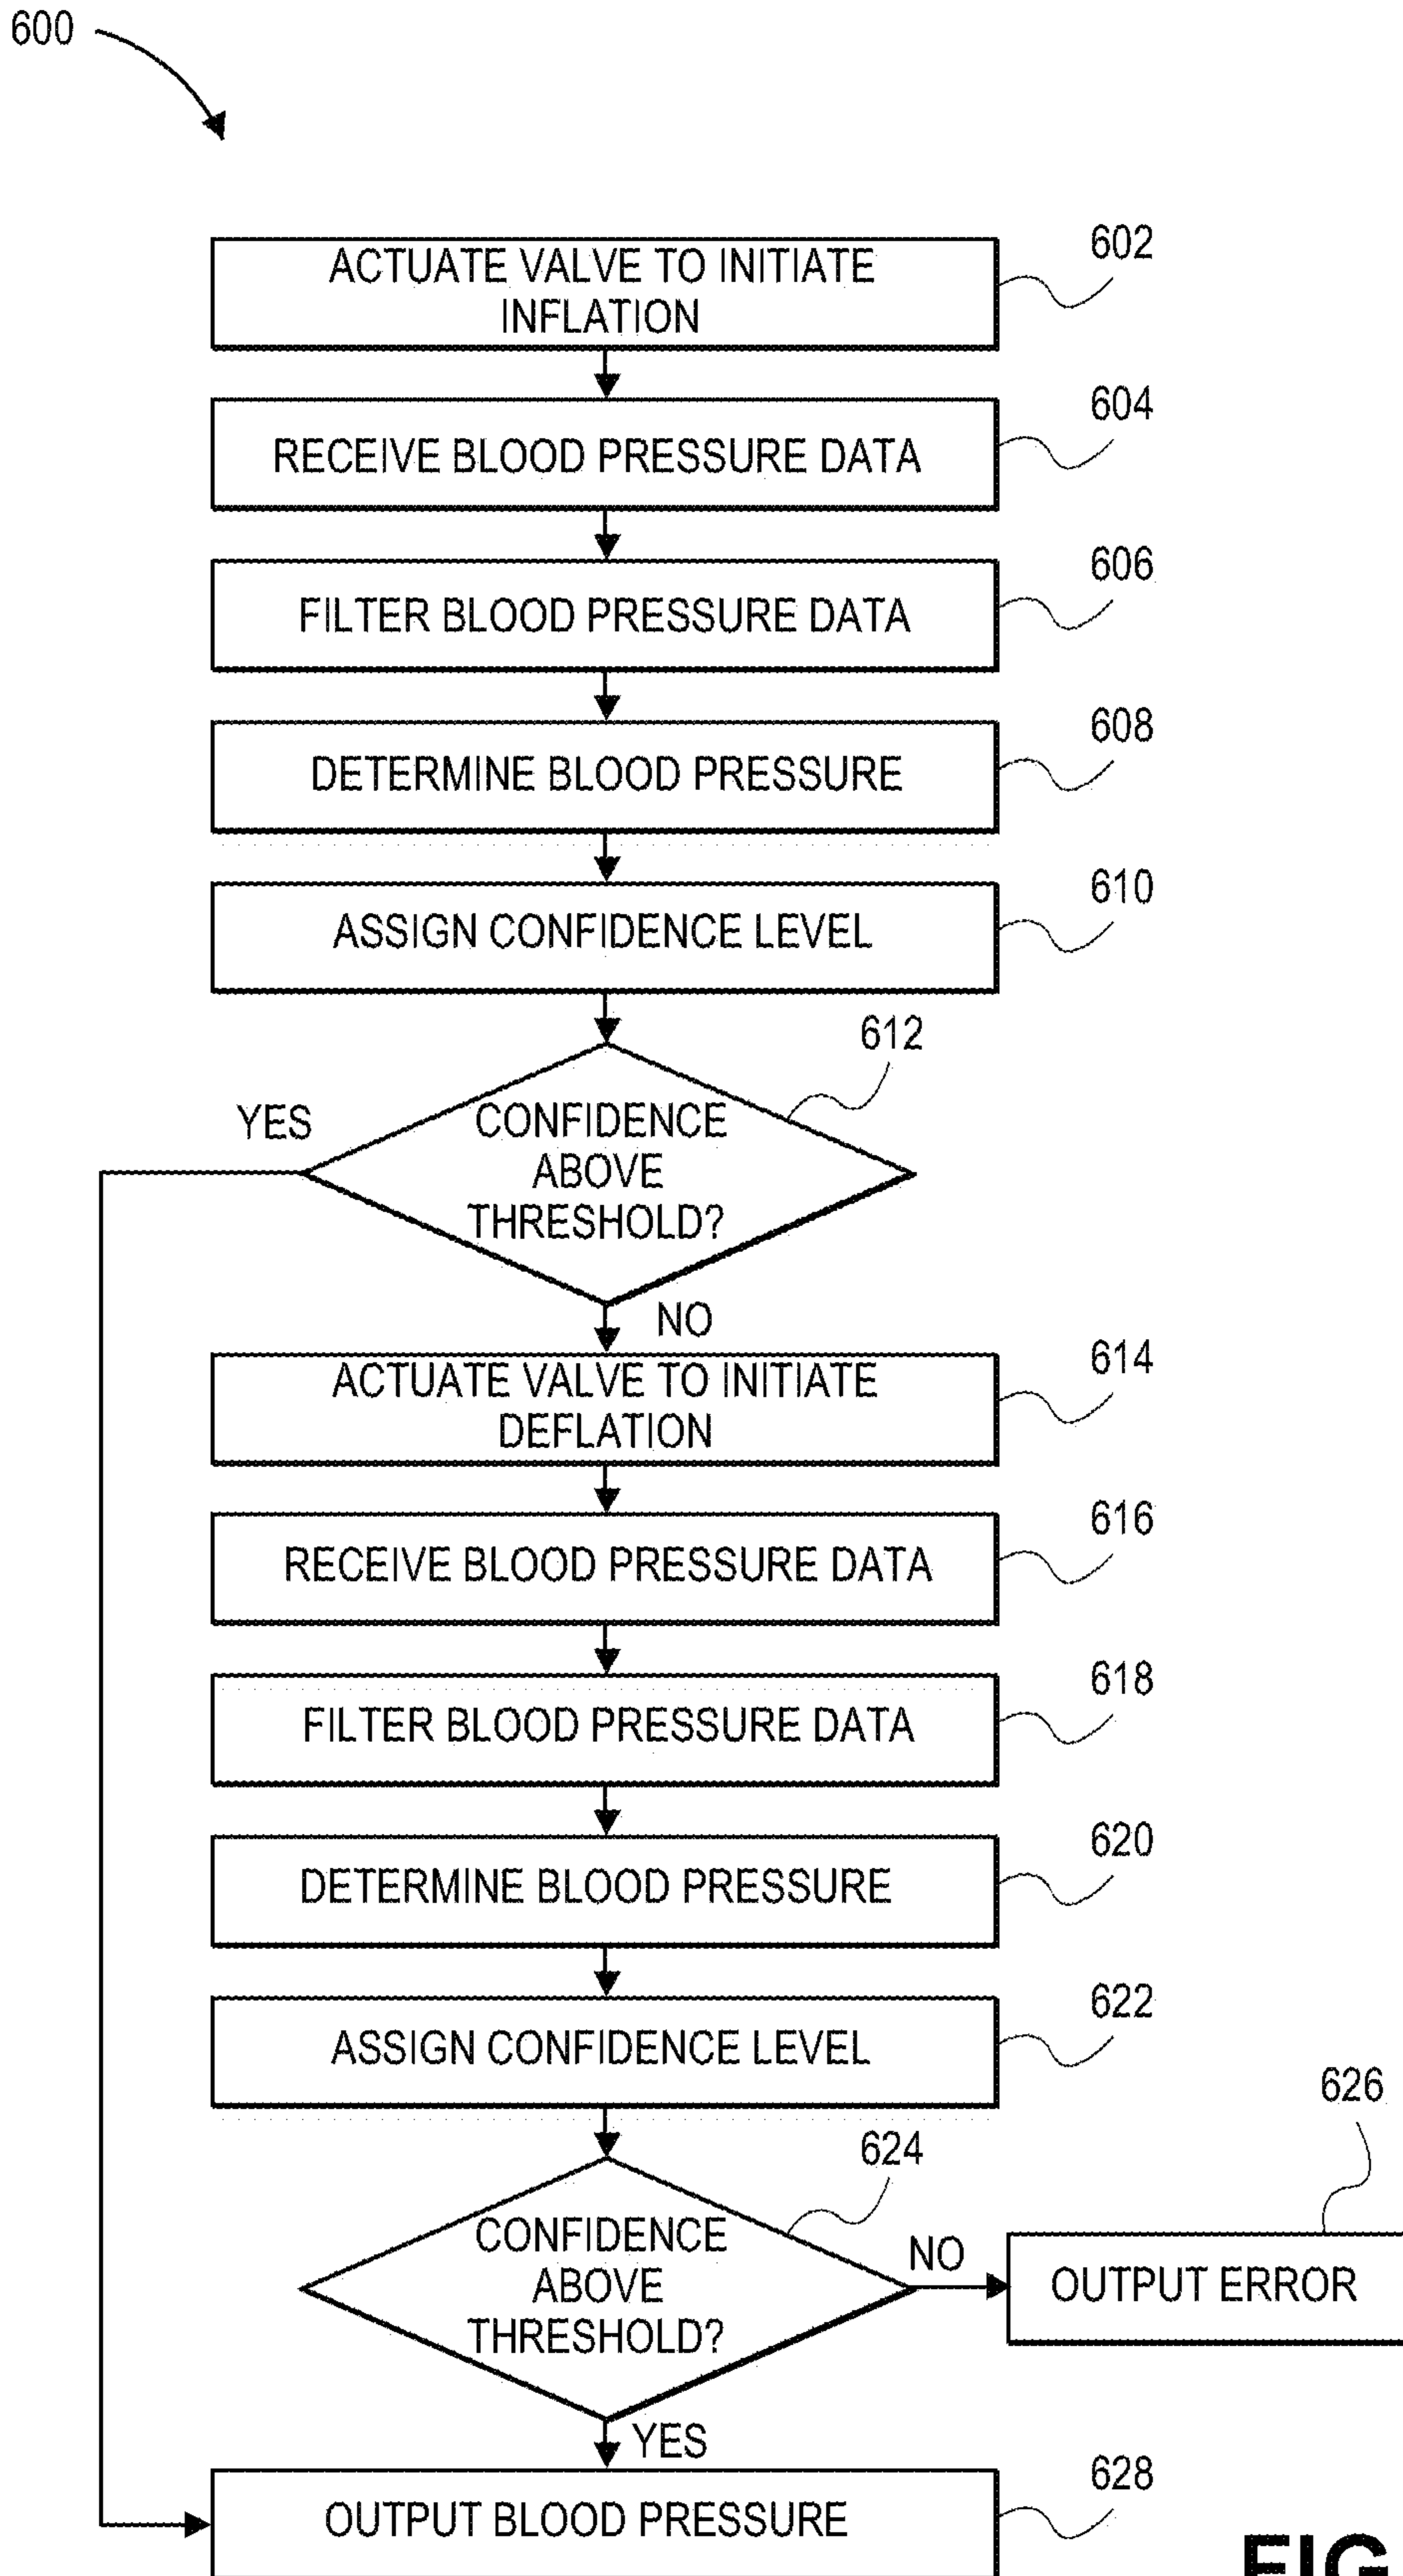 600
602
ACTUATE VALVE TO INITIATE
INFLATION
604
RECEIVE BLOOD PRESSURE DATA
606
FILTER BLOOD PRESSURE DATA
608
DETERMINE BLOOD PRESSURE
610
ASSIGN CONFIDENCE LEVEL
612
YES
CONFIDENCE
ABOVE
THRESHOLD?
NO
614
ACTUATE VALVE TO INITIATE
DEFLATION
616
RECEIVE BLOOD PRESSURE DATA
618
FILTER BLOOD PRESSURE DATA
620
DETERMINE BLOOD PRESSURE
622
ASSIGN CONFIDENCE LEVEL
626
624
CONFIDENCE
ABOVE
THRESHOLD?
NO
OUTPUT ERROR
YES
628
OUTPUT BLOOD PRESSURE
FIG